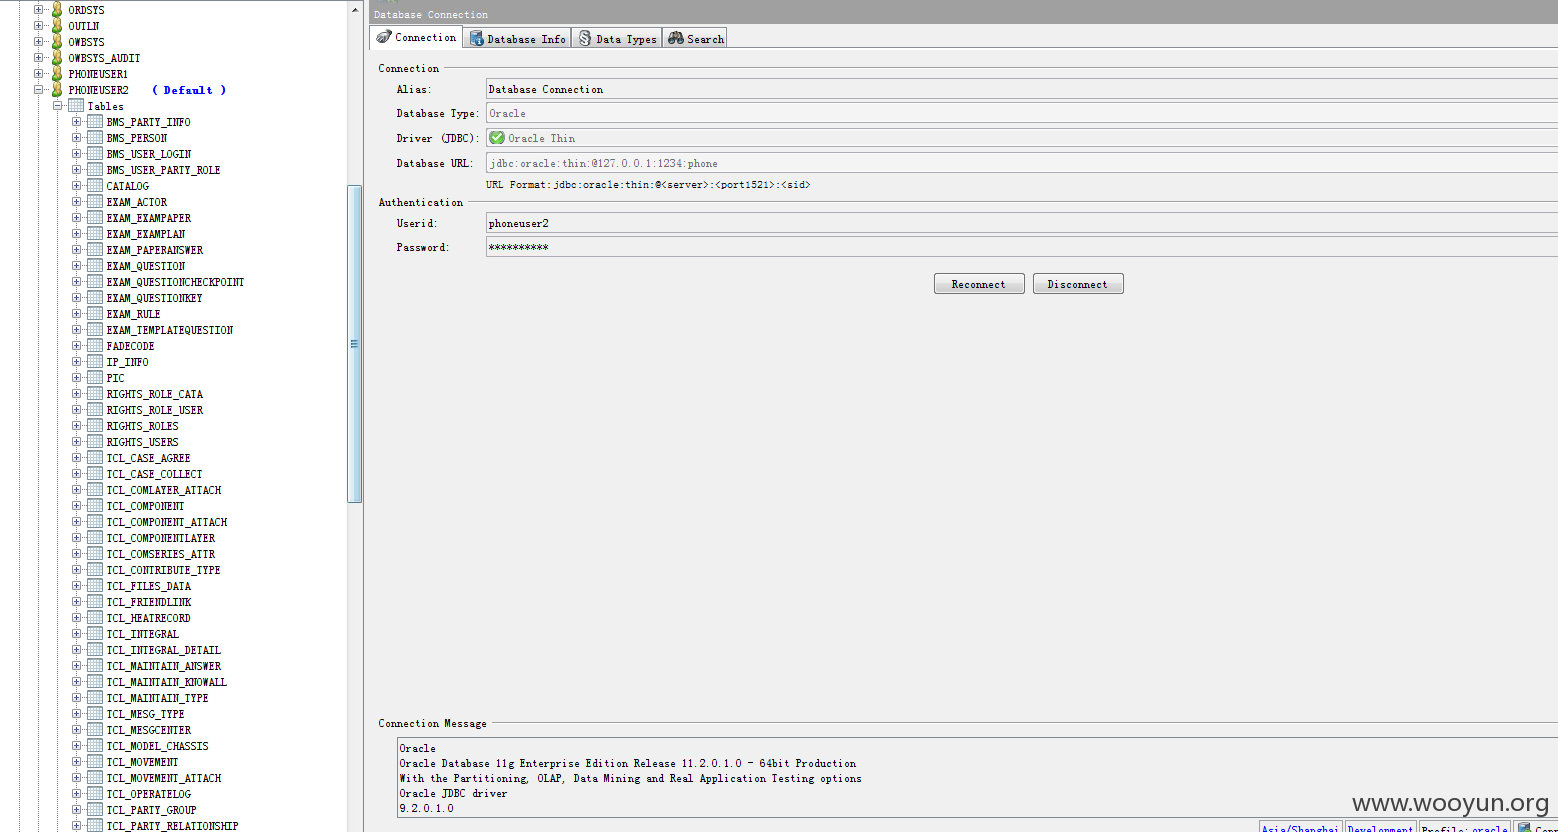 ORDSYS
OUTLN
OWBSYS
OWBSYS_AUDIT
PHONEUSER1
PHONEUSER2 ( Default )
Tables
BMS_PARTY_INFO
BMS_PERSON
BMS_USER_LOGIN
BMS_USER_PARTY_ROLE
CATALOG
EXAM_ACTOR
EXAM_EXAMPAPER
EXAM_EXAMPLAN
EXAM_PAPERANSWER
EXAM_QUESTION
EXAM_QUESTIONCHECKPOINT
EXAM_QUESTIONKEY
EXAM_RULE
EXAM_TEMPLATEQUESTION
FADECODE
IP_INFO
PIC
RIGHTS_ROLE_CATA
RIGHTS_ROLE_USER
RIGHTS_ROLES
RIGHTS_USERS
TCL_CASE_AGREE
TCL_CASE_COLLECT
TCL_COMLAYER_ATTACH
TCL_COMPONENT
TCL_COMPONENT_ATTACH
TCL_COMPONENTLAYER
TCL_COMSERIES_ATTR
TCL_CONTRIBUTE_TYPE
TCL_FILES_DATA
TCL_FRIENDLINK
TCL_HEATRECORD
TCL_INTEGRAL
TCL_INTEGRAL_DETAIL
TCL_MAINTAIN_ANSWER
TCL_MAINTAIN_KNOWALL
TCL_MAINTAIN_TYPE
TCL_MESG_TYPE
TCL_MESGCENTER
TCL_MODEL_CHASSIS
TCL_MOVEMENT
TCL_MOVEMENT_ATTACH
TCL_OPERATELOG
TCL_PARTY_GROUP
TCL_PARTY_RELATIONSHIP
Database Connection
Connection Database Info Data Types Search
Connection
Alias: Database Connection
Database Type: Oracle
Driver (JDBC): Oracle Thin
Database URL: jdbc:oracle:thin:@127.0.0.1:1234:phone
URL Format:jdbc:oracle:thin:@<server>:<port1521>:<sid>
Authentication
Userid: phoneuser2
Password: **********
Reconnect Disconnect
Connection Message
Oracle
Oracle Database 11g Enterprise Edition Release 11.2.0.1.0 - 64bit Production
With the Partitioning, OLAP, Data Mining and Real Application Testing options
Oracle JDBC driver
9.2.0.1.0
www.wooyun.org
Asia/Shanghai Development Profile:oracle